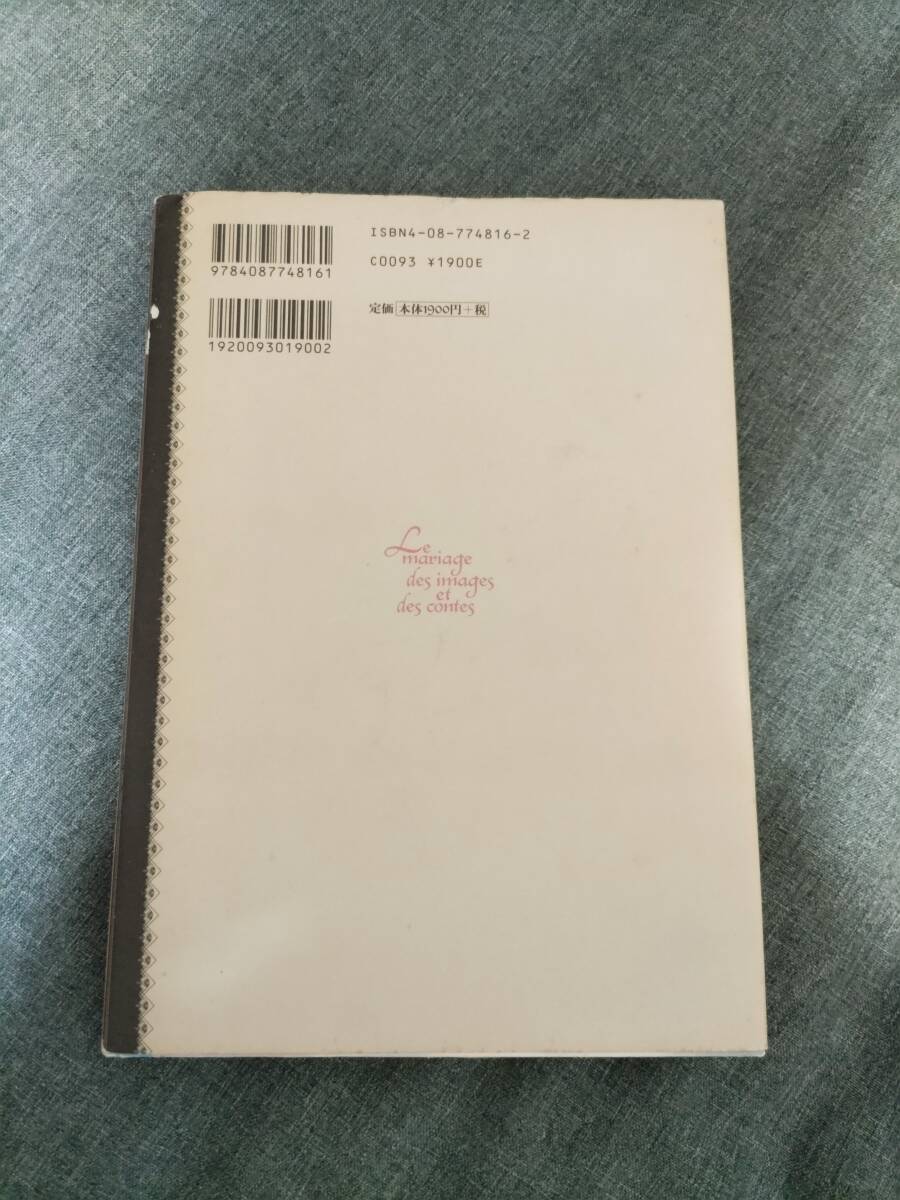 ISBN4-08-774816-2
9784087748161
C0093 ¥1900E
定価 本体1900円+税
1920093019002
Le
mariage
des images
et
des contes